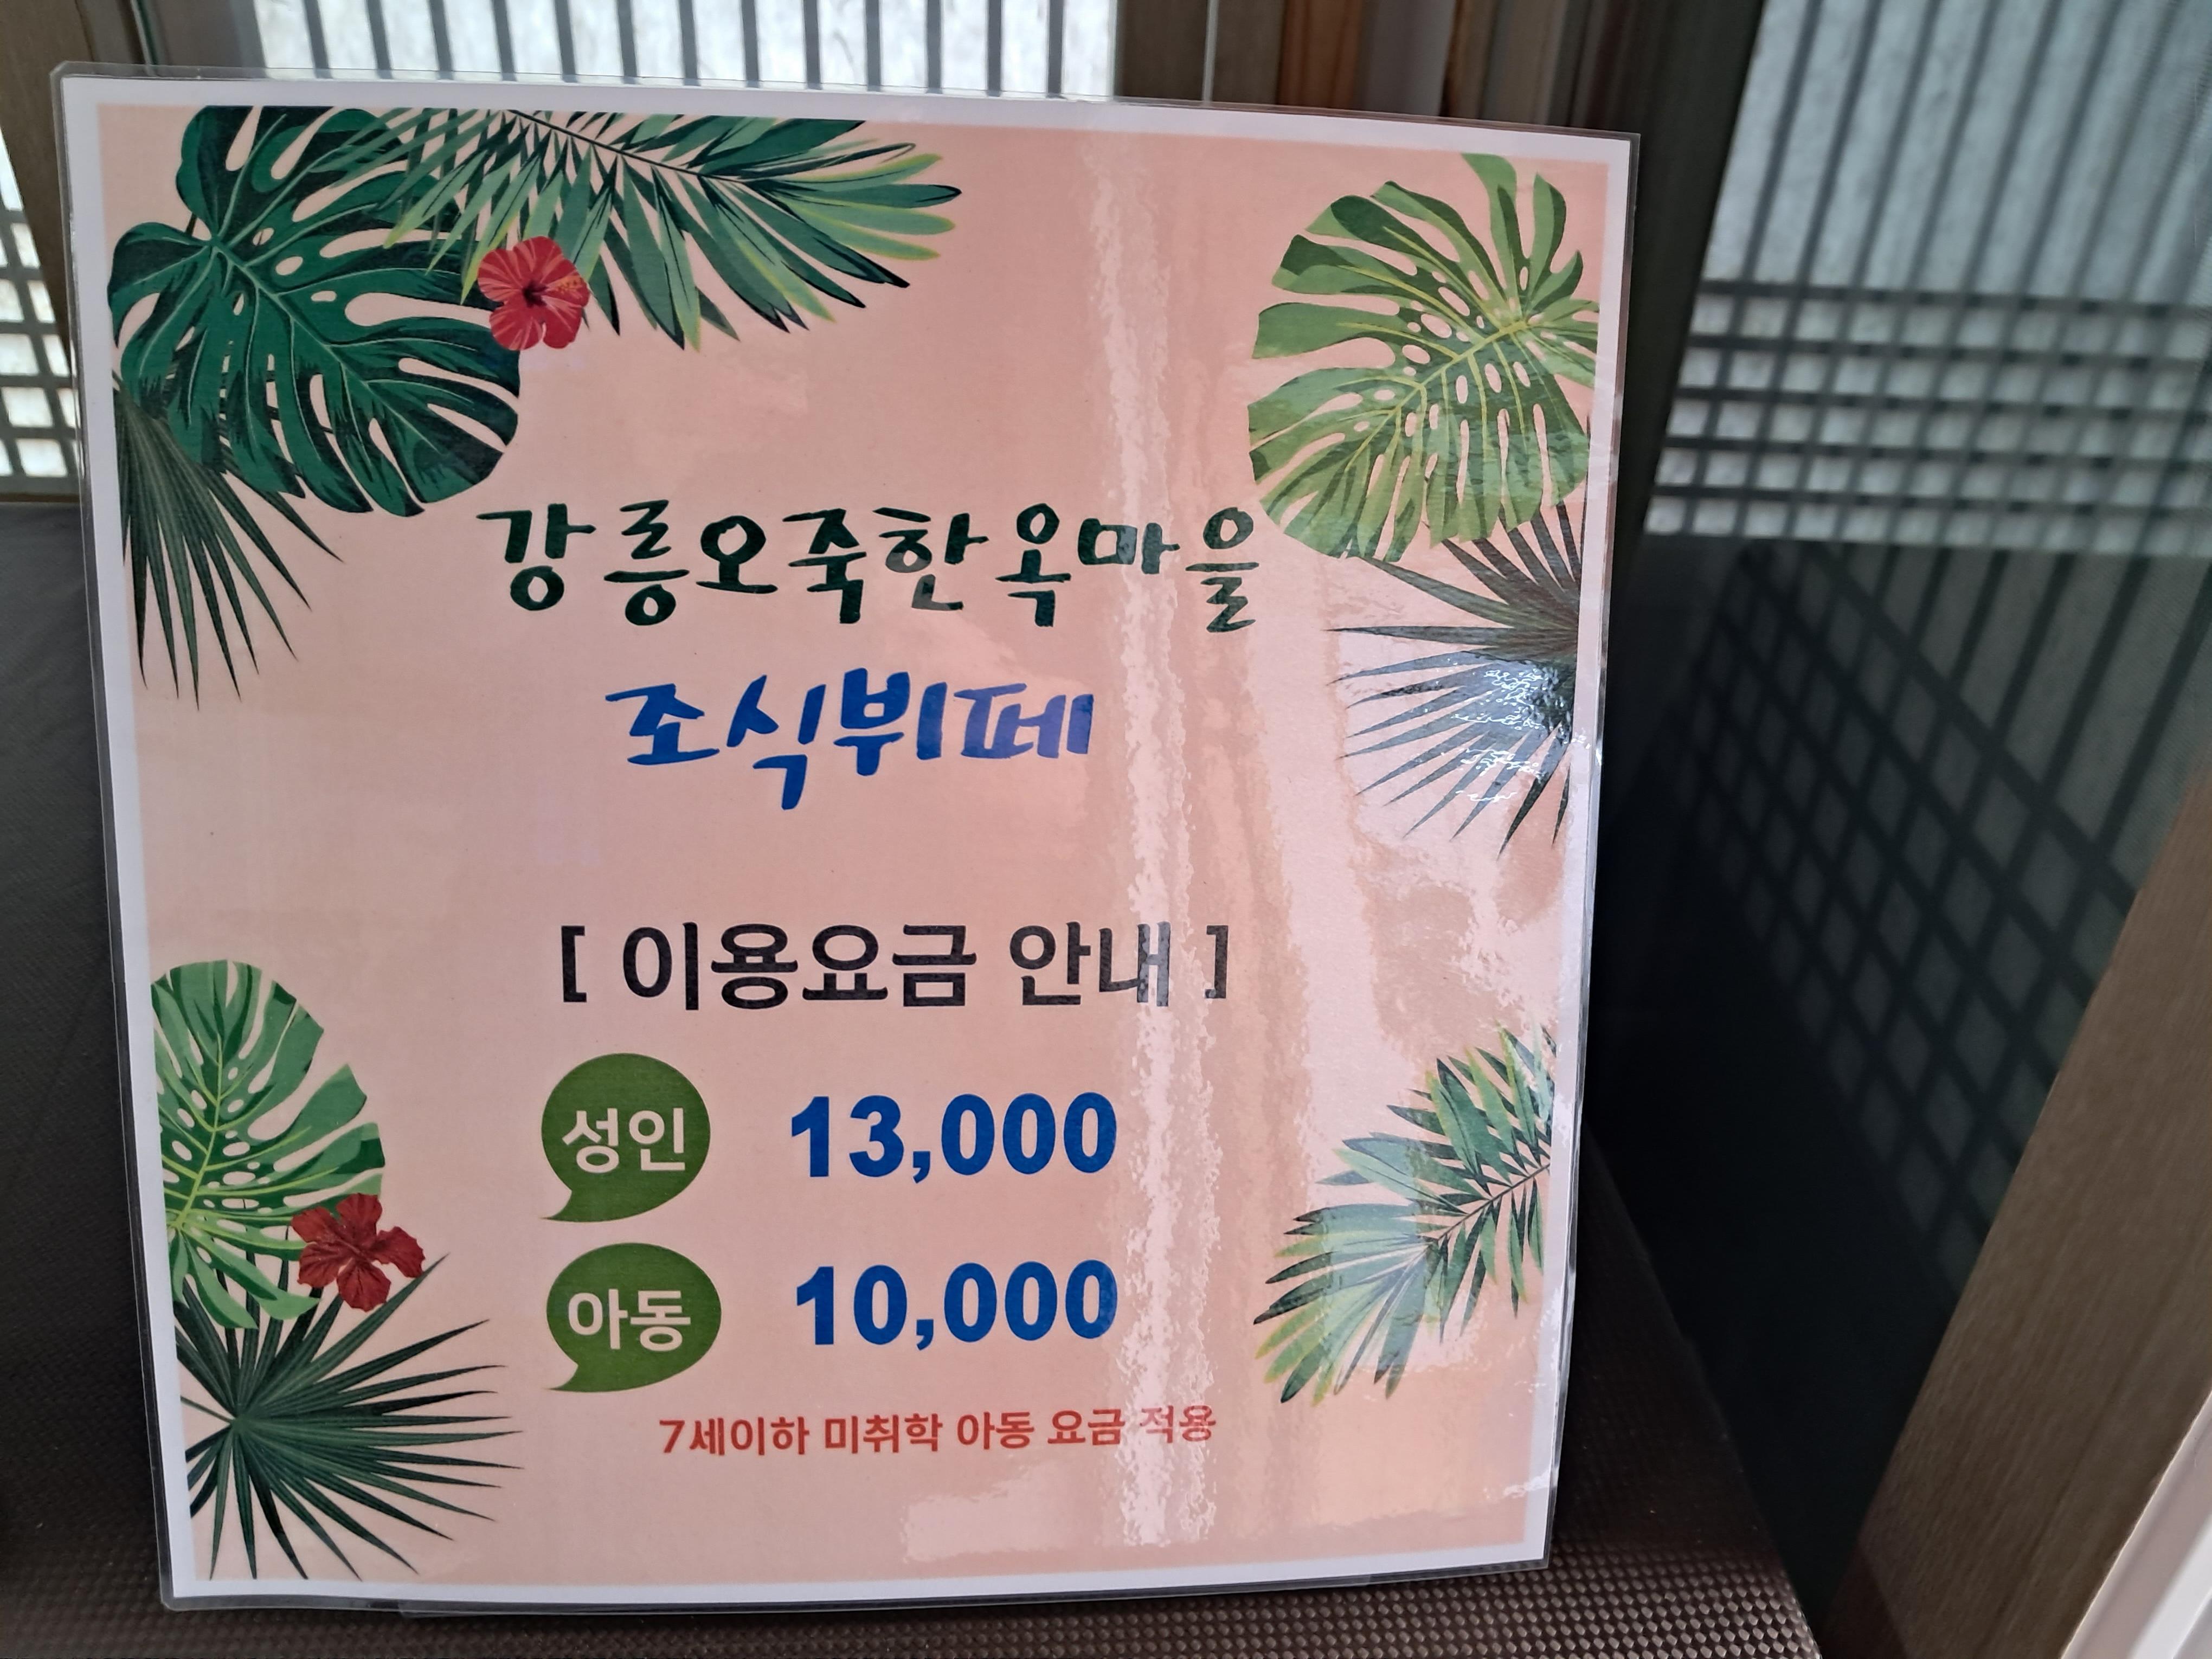 강릉오죽한옥마을
조식뷔페
[ 이용요금 안내 ]
성인 13,000
아동 10,000
7세이하 미취학 아동 요금 적용